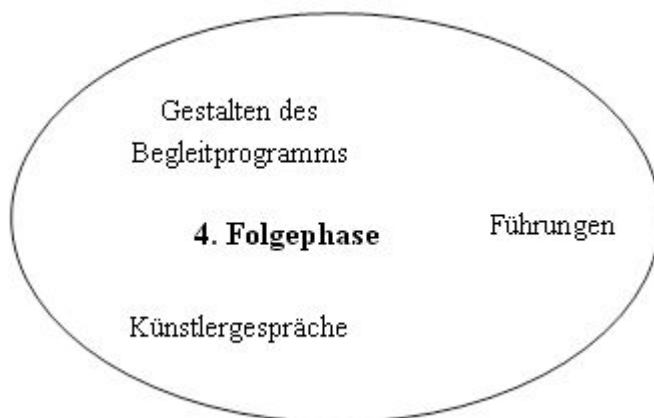 Gestalten des
Begleitprogramms
4. Folgephase
Führungen
Künstlergespräche